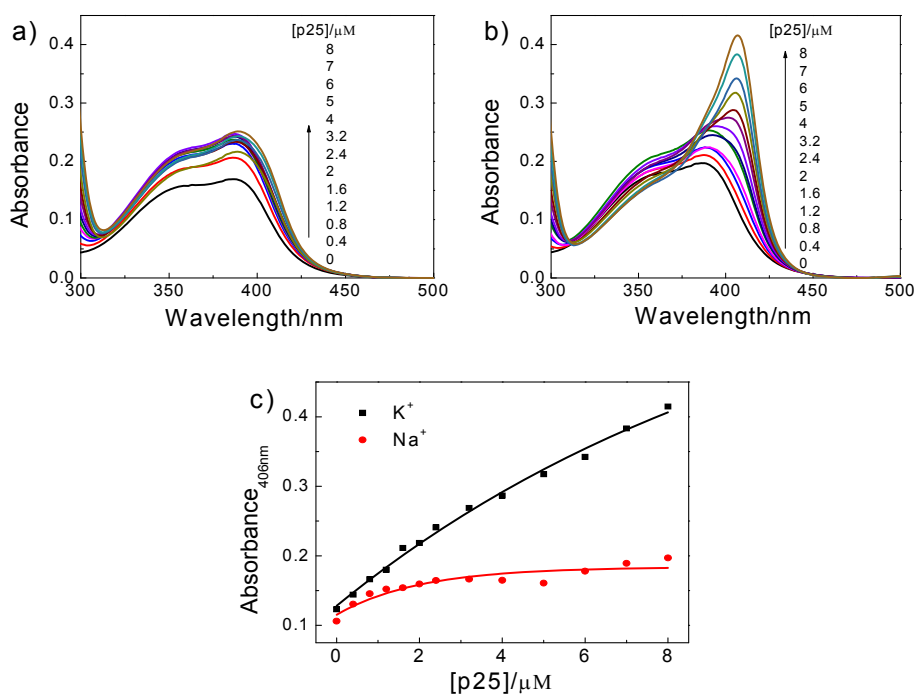 a)
[p25]/μM
8
7
6
5
4
3.2
2.4
2
1.6
1.2
0.8
0.4
0
Absorbance
0.4
0.3
0.2
0.1
0.0
300 350 400 450 500
Wavelength/nm
b)
[p25]/μM
8
7
6
5
4
3.2
2.4
2
1.6
1.2
0.8
0.4
0
Absorbance
0.4
0.3
0.2
0.1
0.0
300 350 400 450 500
Wavelength/nm
c)
K+
Na+
Absorbance406nm
0.4
0.3
0.2
0.1
0 2 4 6 8
[p25]/μM